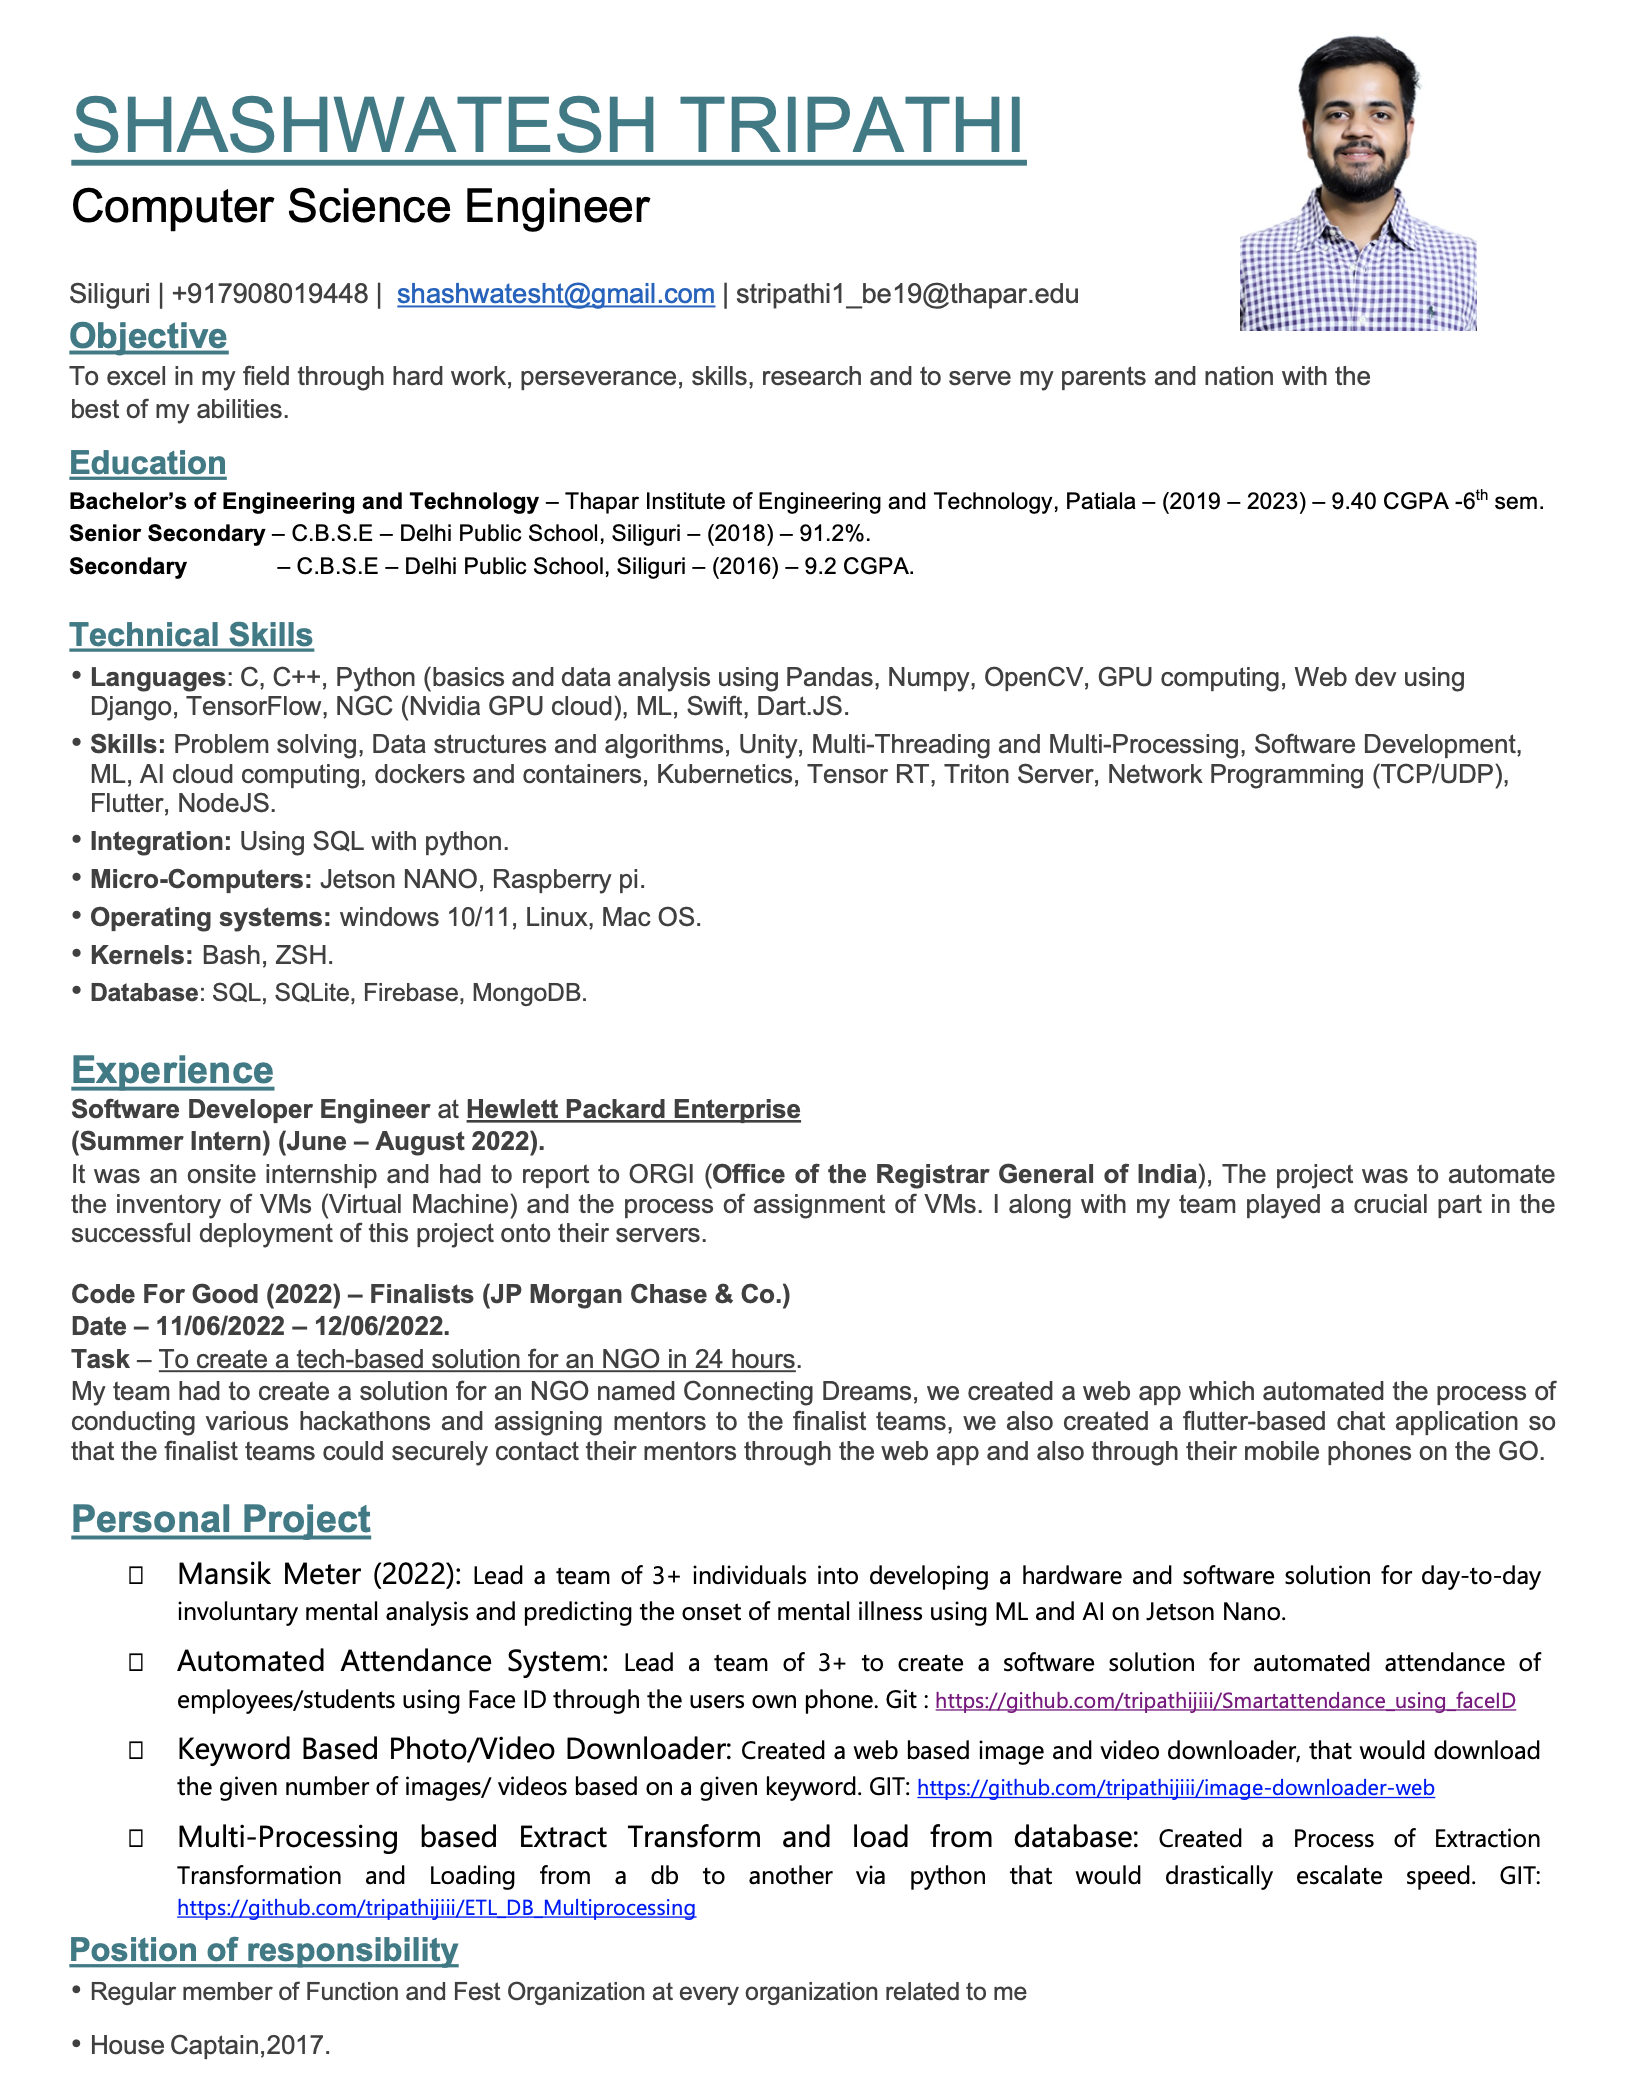 SHASHWATESH TRIPATHI
Computer Science Engineer
Siliguri | +917908019448 | shashwatesht@gmail.com | stripathi1_be19@thapar.edu
Objective
To excel in my field through hard work, perseverance, skills, research and to serve my parents and nation with the
best of my abilities.
Education
Bachelor’s of Engineering and Technology – Thapar Institute of Engineering and Technology, Patiala – (2019 – 2023) – 9.40 CGPA -6th sem.
Senior Secondary – C.B.S.E – Delhi Public School, Siliguri – (2018) – 91.2%.
Secondary – C.B.S.E – Delhi Public School, Siliguri – (2016) – 9.2 CGPA.
Technical Skills
• Languages: C, C++, Python (basics and data analysis using Pandas, Numpy, OpenCV, GPU computing, Web dev using
Django, TensorFlow, NGC (Nvidia GPU cloud), ML, Swift, Dart.JS.
• Skills: Problem solving, Data structures and algorithms, Unity, Multi-Threading and Multi-Processing, Software Development,
ML, AI cloud computing, dockers and containers, Kubernetics, Tensor RT, Triton Server, Network Programming (TCP/UDP),
Flutter, NodeJS.
• Integration: Using SQL with python.
• Micro-Computers: Jetson NANO, Raspberry pi.
• Operating systems: windows 10/11, Linux, Mac OS.
• Kernels: Bash, ZSH.
• Database: SQL, SQLite, Firebase, MongoDB.
Experience
Software Developer Engineer at Hewlett Packard Enterprise
(Summer Intern) (June – August 2022).
It was an onsite internship and had to report to ORGI (Office of the Registrar General of India), The project was to automate
the inventory of VMs (Virtual Machine) and the process of assignment of VMs. I along with my team played a crucial part in the
successful deployment of this project onto their servers.
Code For Good (2022) – Finalists (JP Morgan Chase & Co.)
Date – 11/06/2022 – 12/06/2022.
Task – To create a tech-based solution for an NGO in 24 hours.
My team had to create a solution for an NGO named Connecting Dreams, we created a web app which automated the process of
conducting various hackathons and assigning mentors to the finalist teams, we also created a flutter-based chat application so
that the finalist teams could securely contact their mentors through the web app and also through their mobile phones on the GO.
Personal Project
Mansik Meter (2022): Lead a team of 3+ individuals into developing a hardware and software solution for day-to-day
involuntary mental analysis and predicting the onset of mental illness using ML and AI on Jetson Nano.
Automated Attendance System: Lead a team of 3+ to create a software solution for automated attendance of
employees/students using Face ID through the users own phone. Git : https://github.com/tripathijiii/Smartattendance_using_faceID
Keyword Based Photo/Video Downloader: Created a web based image and video downloader, that would download
the given number of images/ videos based on a given keyword. GIT: https://github.com/tripathijiii/image-downloader-web
Multi-Processing based Extract Transform and load from database: Created a Process of Extraction
Transformation and Loading from a db to another via python that would drastically escalate speed. GIT:
https://github.com/tripathijiii/ETL_DB_Multiprocessing
Position of responsibility
• Regular member of Function and Fest Organization at every organization related to me
• House Captain,2017.